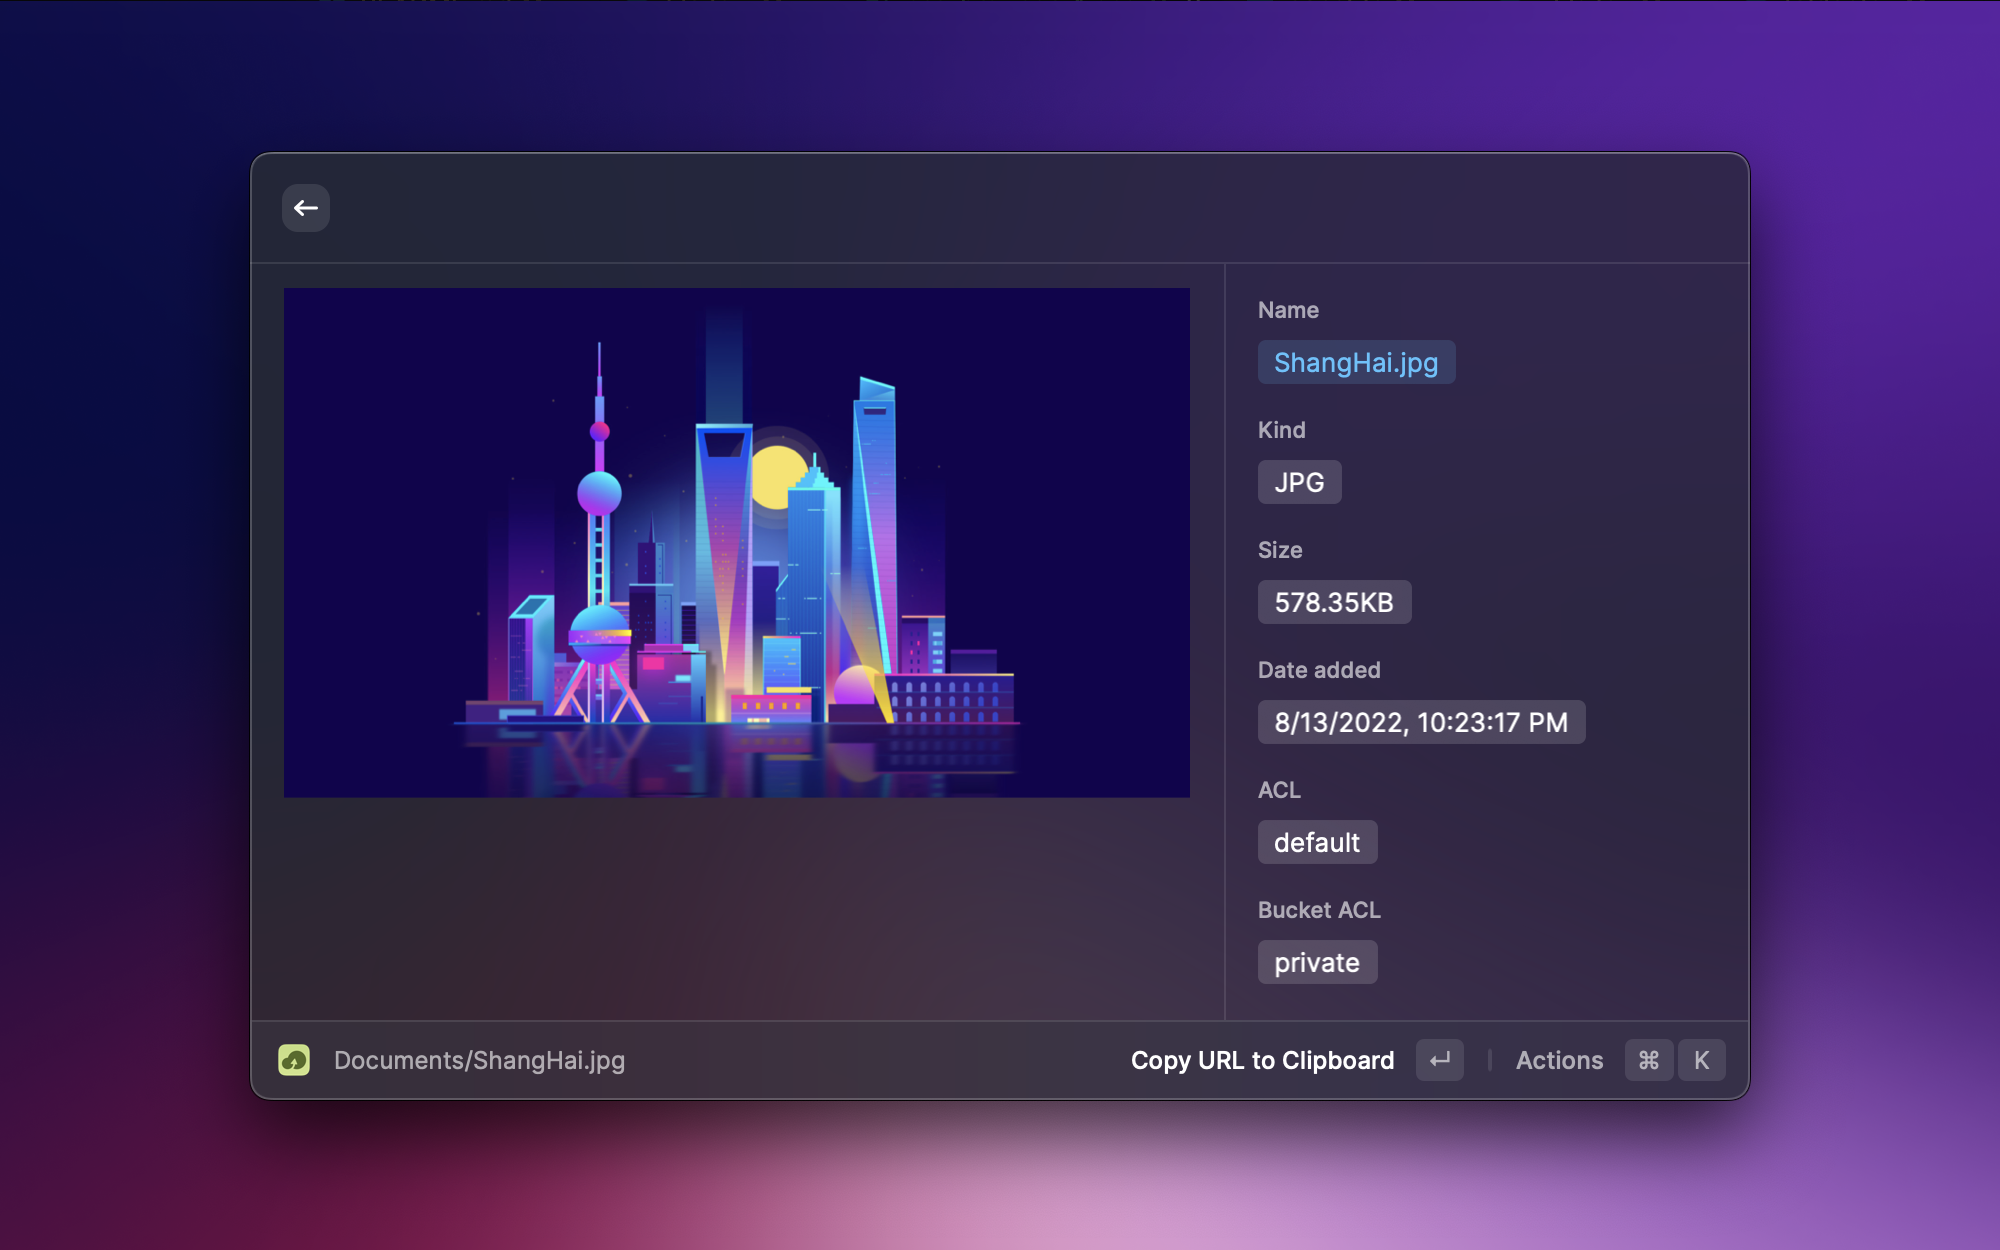 Name
ShangHai.jpg
Kind
JPG
Size
578.35KB
Date added
8/13/2022, 10:23:17 PM
ACL
default
Bucket ACL
private
Documents/ShangHai.jpg
Copy URL to Clipboard ↵ | Actions ⌘ K